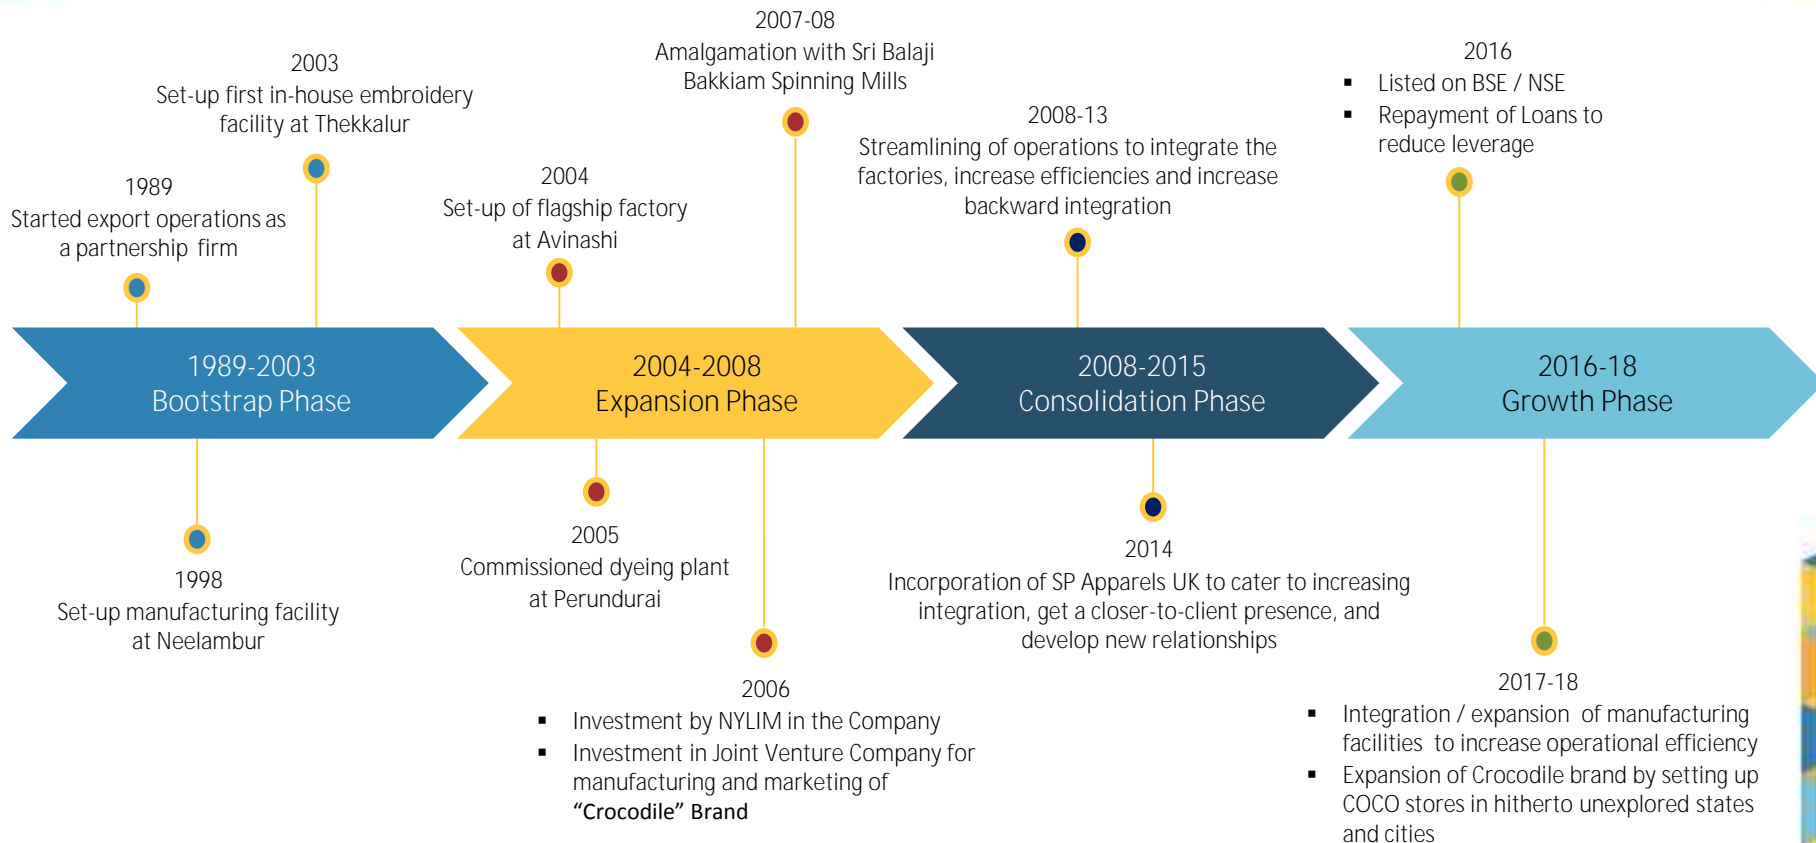 2007-08
Amalgamation with Sri Balaji
Bakkiam Spinning Mills
2003
Set-up first in-house embroidery
facility at Thekkalur
2016
▪ Listed on BSE / NSE
▪ Repayment of Loans to
reduce leverage
1989
Started export operations as
a partnership firm
2004
Set-up of flagship factory
at Avinashi
2008-13
Streamlining of operations to integrate the
factories, increase efficiencies and increase
backward integration
1989-2003
Bootstrap Phase
2004-2008
Expansion Phase
2008-2015
Consolidation Phase
2016-18
Growth Phase
1998
Set-up manufacturing facility
at Neelambur
2005
Commissioned dyeing plant
at Perundurai
2006
▪ Investment by NYLIM in the Company
▪ Investment in Joint Venture Company for
manufacturing and marketing of
“Crocodile” Brand
2014
Incorporation of SP Apparels UK to cater to increasing
integration, get a closer-to-client presence, and
develop new relationships
2017-18
▪ Integration / expansion of manufacturing
facilities to increase operational efficiency
▪ Expansion of Crocodile brand by setting up
COCO stores in hitherto unexplored states
and cities